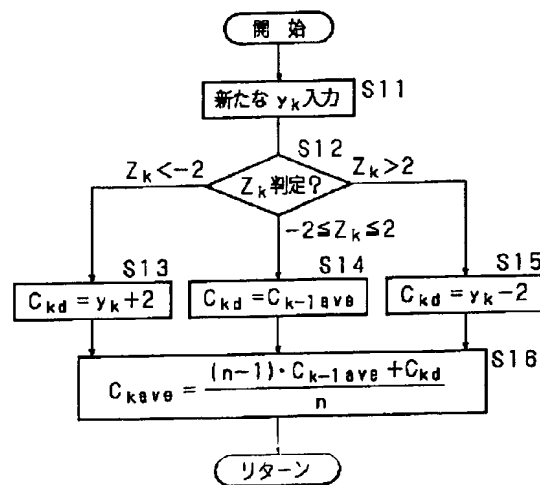 開始
新たな yk入力 S11
S12
Zk<-2 Zk判定? Zk>2
-2≦Zk≦2
S13 S14 S15
Ckd=yk+2 Ckd=Ck-1ave Ckd=yk-2
S16
Ckave=(n-1)·Ck-1ave+Ckd/n
リターン